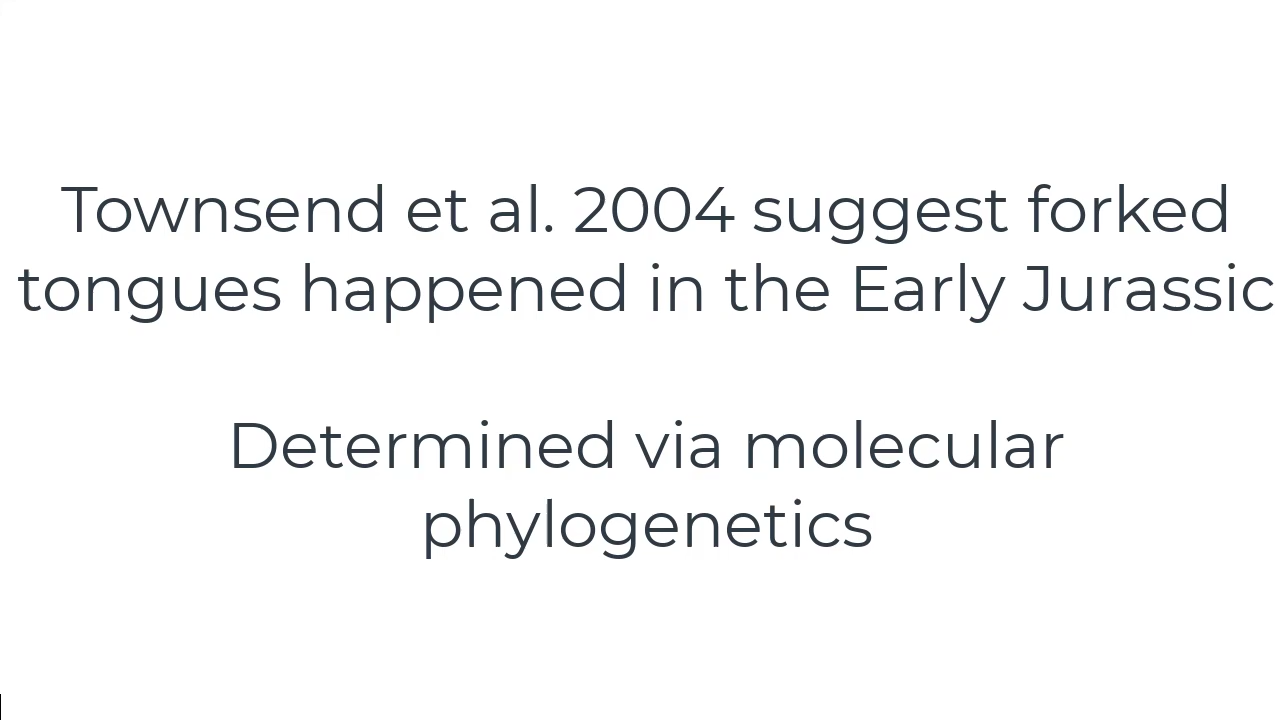 Townsend et al. 2004 suggest forked
tongues happened in the Early Jurassic
Determined via molecular
phylogenetics